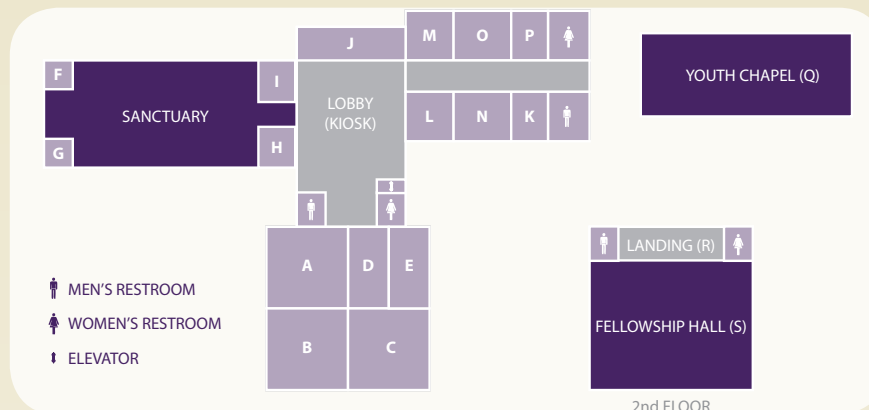 J
M
O
P
F
I
SANCTUARY
LOBBY
(KIOSK)
YOUTH CHAPEL (Q)
L
N
K
G
H
A
D
E
LANDING (R)
MEN'S RESTROOM
WOMEN'S RESTROOM
ELEVATOR
B
C
FELLOWSHIP HALL (S)
2nd FLOOR